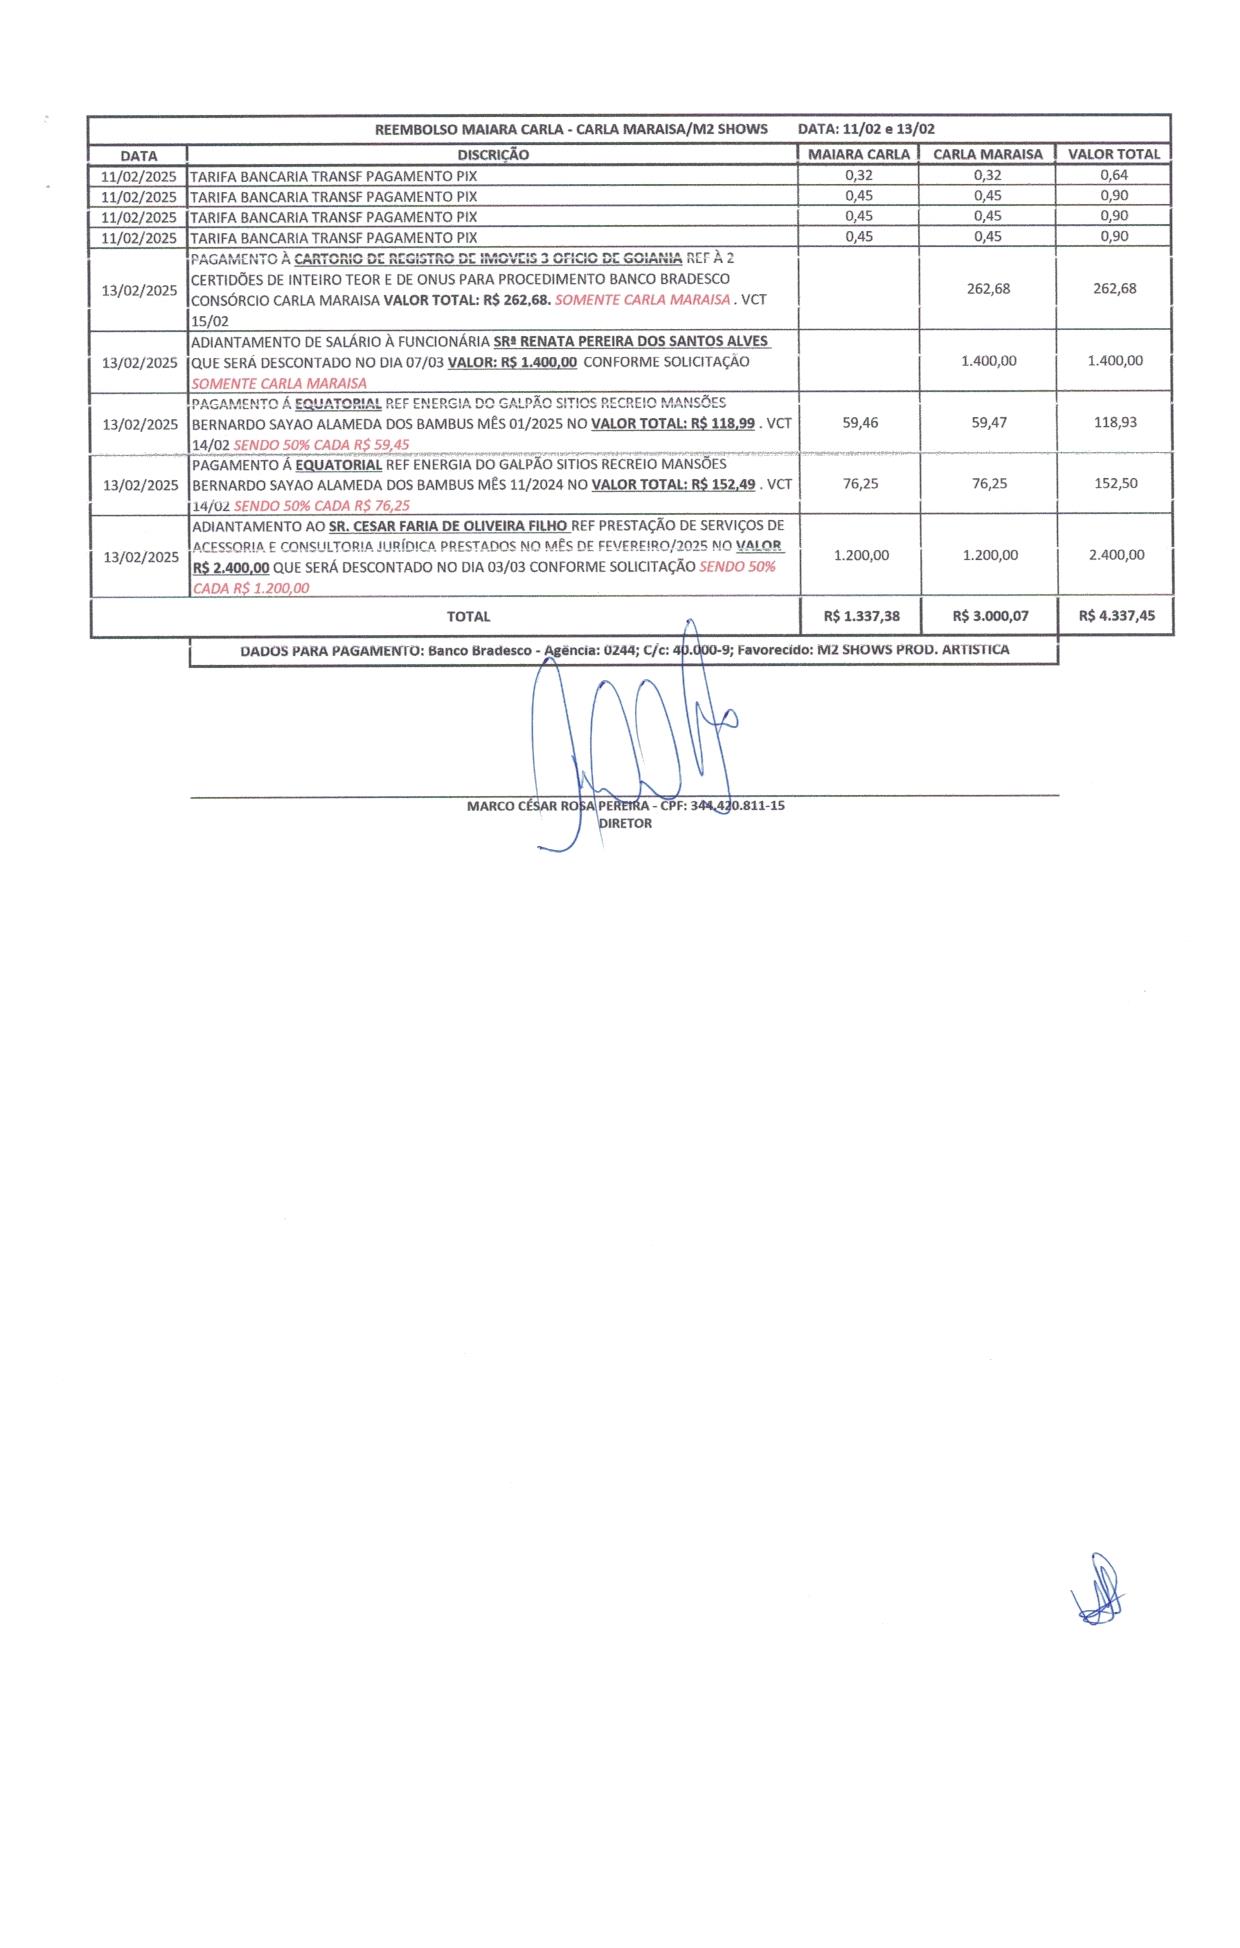 REEMBOLSO MAIARA CARLA - CARLA MARAISA/M2 SHOWS DATA: 11/02 e 13/02
DATA DISCRIÇÃO MAIARA CARLA CARLA MARAISA VALOR TOTAL
11/02/2025 TARIFA BANCARIA TRANSF PAGAMENTO PIX 0,32 0,32 0,64
11/02/2025 TARIFA BANCARIA TRANSF PAGAMENTO PIX 0,45 0,45 0,90
11/02/2025 TARIFA BANCARIA TRANSF PAGAMENTO PIX 0,45 0,45 0,90
11/02/2025 TARIFA BANCARIA TRANSF PAGAMENTO PIX 0,45 0,45 0,90
PAGAMENTO À CARTORIO DE REGISTRO DE IMOVEIS 3 OFICIO DE GOIANIA REF À 2
CERTIDÕES DE INTEIRO TEOR E DE ONUS PARA PROCEDIMENTO BANCO BRADESCO
13/02/2025 262,68 262,68
CONSÓRCIO CARLA MARAISA VALOR TOTAL: R$ 262,68. SOMENTE CARLA MARAISA . VCT
15/02
ADIANTAMENTO DE SALÁRIO À FUNCIONÁRIA SRª RENATA PEREIRA DOS SANTOS ALVES
13/02/2025 QUE SERÁ DESCONTADO NO DIA 07/03 VALOR: R$ 1.400,00 CONFORME SOLICITAÇÃO 1.400,00 1.400,00
SOMENTE CARLA MARAISA
PAGAMENTO Á EQUATORIAL REF ENERGIA DO GALPÃO SITIOS RECREIO MANSÕES
13/02/2025 BERNARDO SAYAO ALAMEDA DOS BAMBUS MÊS 01/2025 NO VALOR TOTAL: R$ 118,99 . VCT 59,46 59,47 118,93
14/02 SENDO 50% CADA R$ 59,45
PAGAMENTO Á EQUATORIAL REF ENERGIA DO GALPÃO SITIOS RECREIO MANSÕES
13/02/2025 BERNARDO SAYAO ALAMEDA DOS BAMBUS MÊS 11/2024 NO VALOR TOTAL: R$ 152,49 . VCT 76,25 76,25 152,50
14/02 SENDO 50% CADA R$ 76,25
ADIANTAMENTO AO SR. CESAR FARIA DE OLIVEIRA FILHO REF PRESTAÇÃO DE SERVIÇOS DE
ACESSORIA E CONSULTORIA JURÍDICA PRESTADOS NO MÊS DE FEVEREIRO/2025 NO VALOR
13/02/2025 1.200,00 1.200,00 2.400,00
R$ 2.400,00 QUE SERÁ DESCONTADO NO DIA 03/03 CONFORME SOLICITAÇÃO SENDO 50%
CADA R$ 1.200,00
TOTAL R$ 1.337,38 R$ 3.000,07 R$ 4.337,45
DADOS PARA PAGAMENTO: Banco Bradesco - Agência: 0244; C/c: 40.000-9; Favorecido: M2 SHOWS PROD. ARTISTICA
MARCO CÉSAR ROSA PEREIRA - CPF: 344.420.811-15
DIRETOR